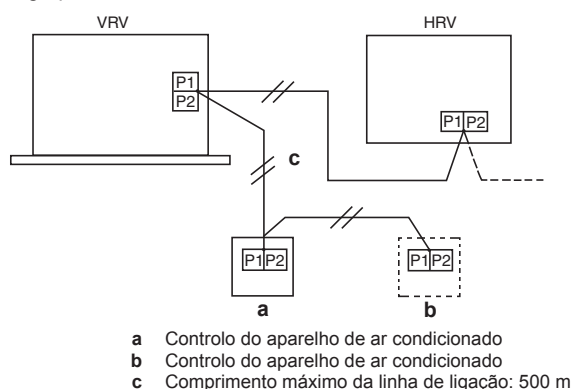 VRV
HRV
P1
P2
P1 P2
c
P1 P2
P1 P2
a
b
a Controlo do aparelho de ar condicionado
b Controlo do aparelho de ar condicionado
c Comprimento máximo da linha de ligação: 500 m